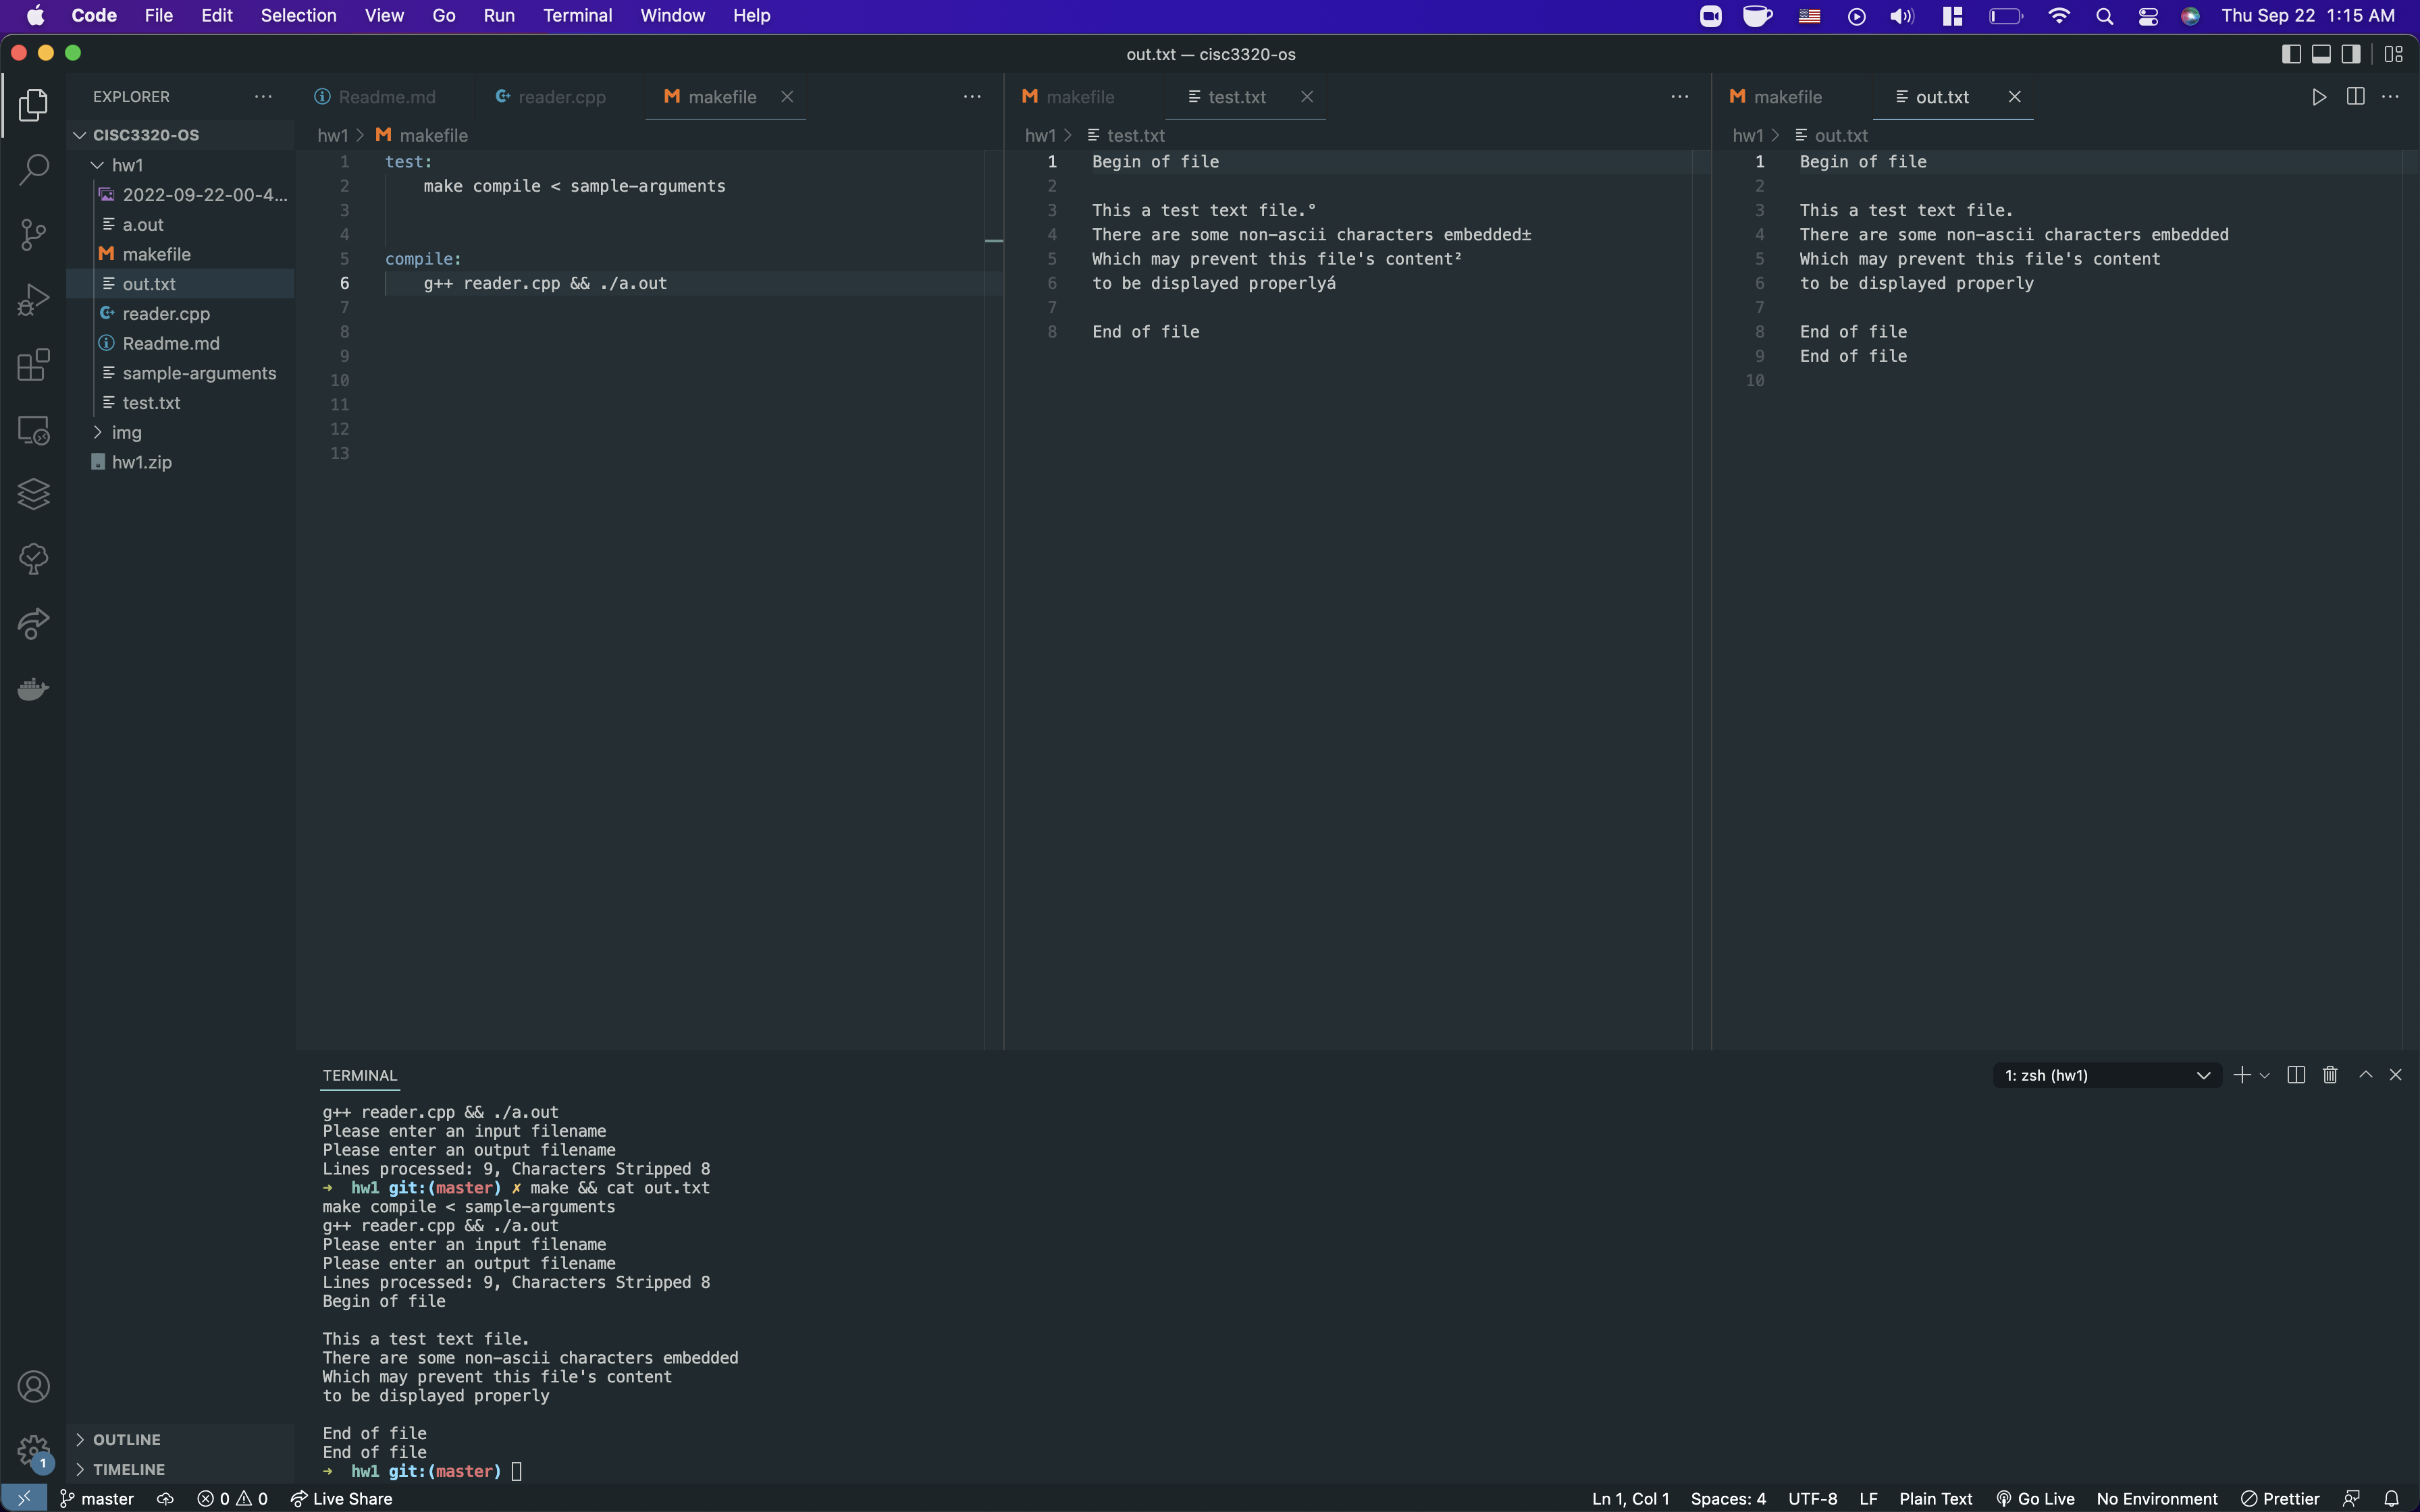 Code File Edit Selection View Go Run Terminal Window Help
Thu Sep 22 1:15 AM
out.txt — cisc3320-os
EXPLORER
CISC3320-OS
hw1
2022-09-22-00-4...
a.out
makefile
out.txt
reader.cpp
Readme.md
sample-arguments
test.txt
img
hw1.zip
OUTLINE
TIMELINE
Readme.md reader.cpp makefile
hw1 > makefile
1 test:
2 make compile < sample-arguments
3
4
5 compile:
6 g++ reader.cpp && ./a.out
7
8
9
10
11
12
13
makefile test.txt
hw1 > test.txt
1 Begin of file
2
3 This a test text file.°
4 There are some non-ascii characters embedded±
5 Which may prevent this file's content²
6 to be displayed properlyá
7
8 End of file
makefile out.txt
hw1 > out.txt
1 Begin of file
2
3 This a test text file.
4 There are some non-ascii characters embedded
5 Which may prevent this file's content
6 to be displayed properly
7
8 End of file
9 End of file
10
TERMINAL
1: zsh (hw1)
g++ reader.cpp && ./a.out
Please enter an input filename
Please enter an output filename
Lines processed: 9, Characters Stripped 8
→ hw1 git:(master) ✗ make && cat out.txt
make compile < sample-arguments
g++ reader.cpp && ./a.out
Please enter an input filename
Please enter an output filename
Lines processed: 9, Characters Stripped 8
Begin of file

This a test text file.
There are some non-ascii characters embedded
Which may prevent this file's content
to be displayed properly

End of file
End of file
→ hw1 git:(master)
1
master 0 0 Live Share
Ln 1, Col 1 Spaces: 4 UTF-8 LF Plain Text Go Live No Environment Prettier